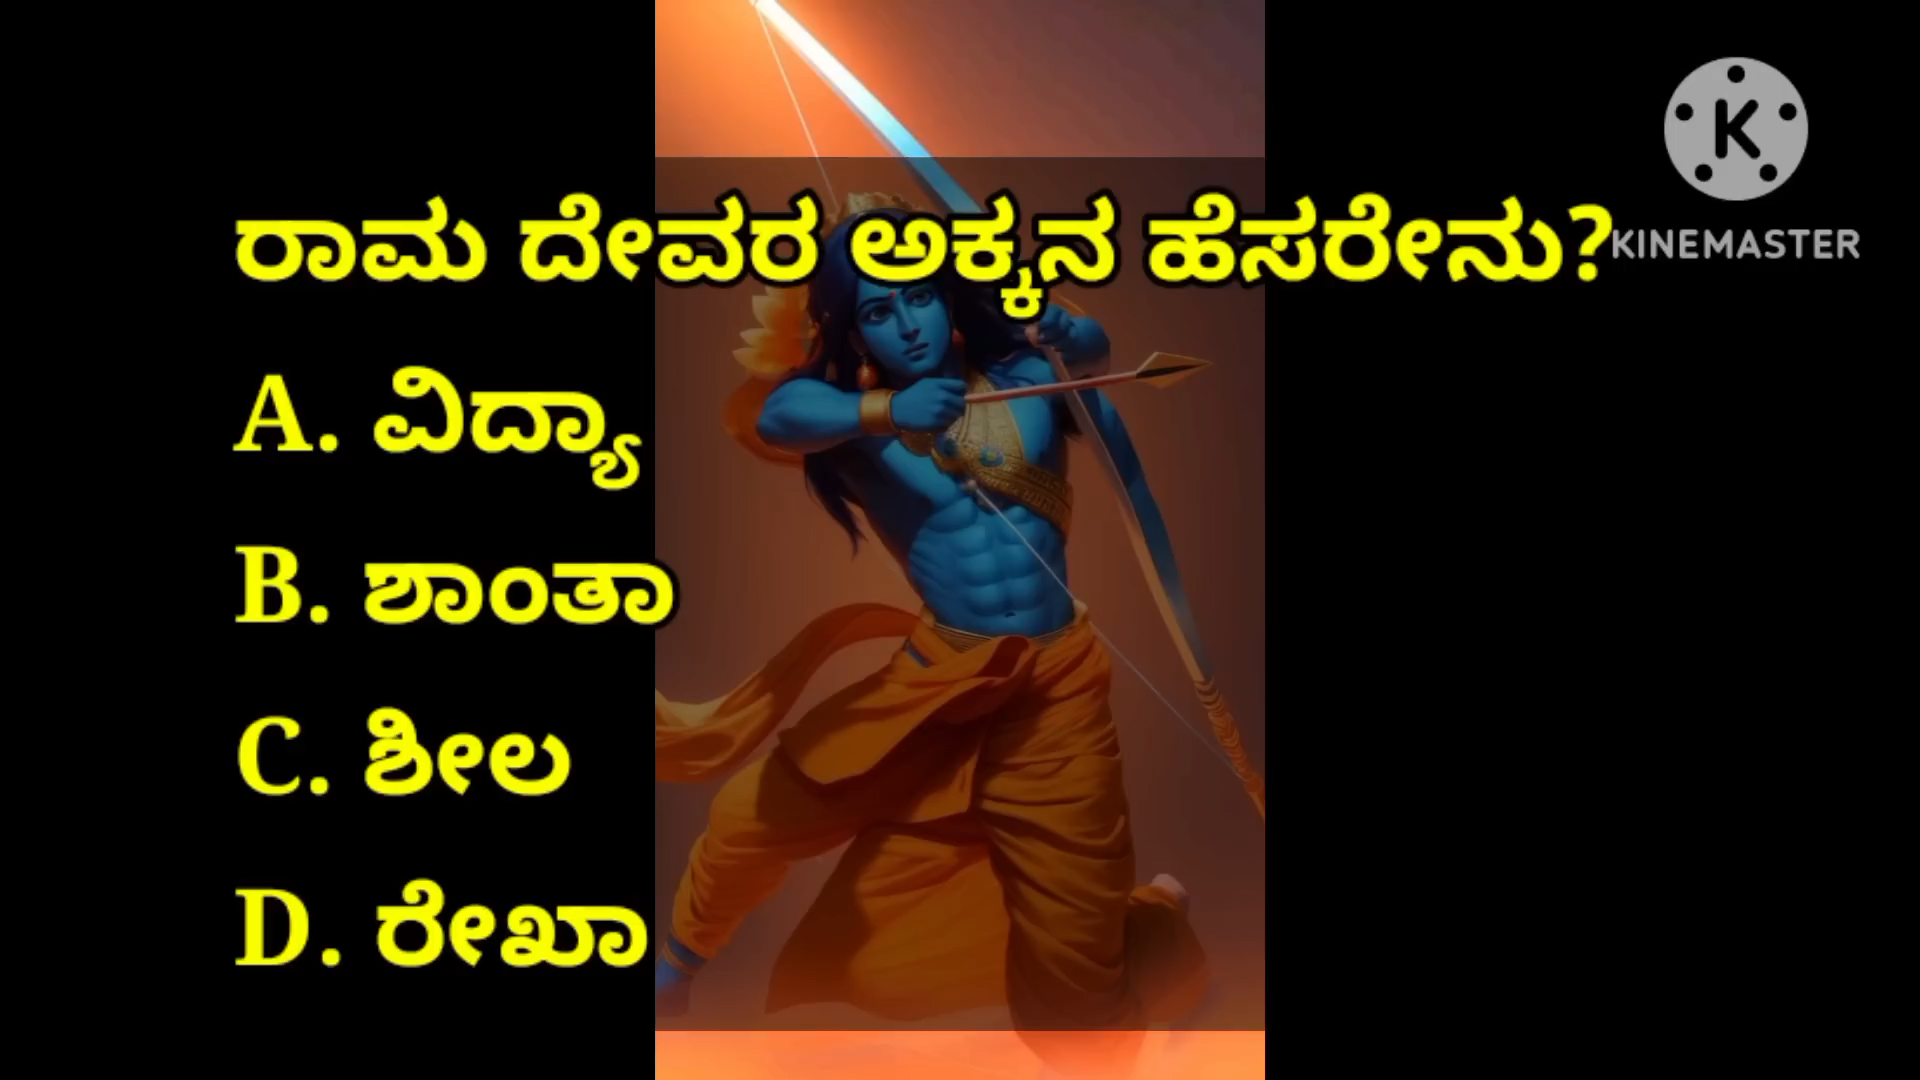 ರಾಮ ದೇವರ ಅಕ್ಕನ ಹೆಸರೇನು?
A. ವಿದ್ಯಾ
B. ಶಾಂತಾ
C. ಶೀಲ
D. ರೇಖಾ
K
KINEMASTER